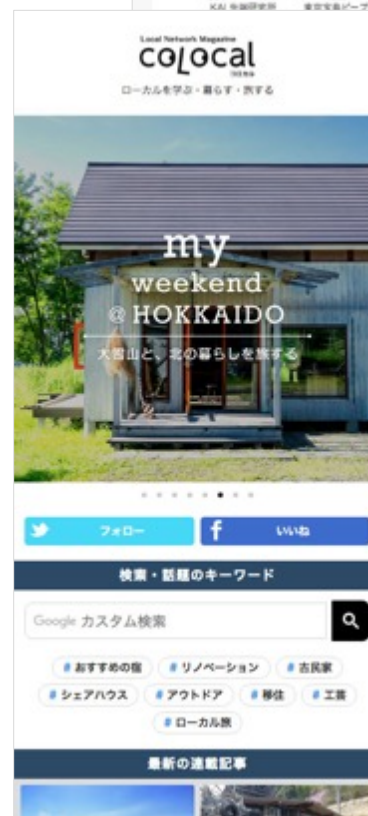 Local Network Magazine
colocal
コロカル
ローカルを学ぶ・暮らす・旅する
my
weekend
@ HOKKAIDO
大雪山と、北の暮らしを旅する
フォロー
いいね
検索・話題のキーワード
Google カスタム検索
# おすすめの宿 # リノベーション # 古民家
# シェアハウス # アウトドア # 移住 # 工芸
# ローカル旅
最新の連載記事